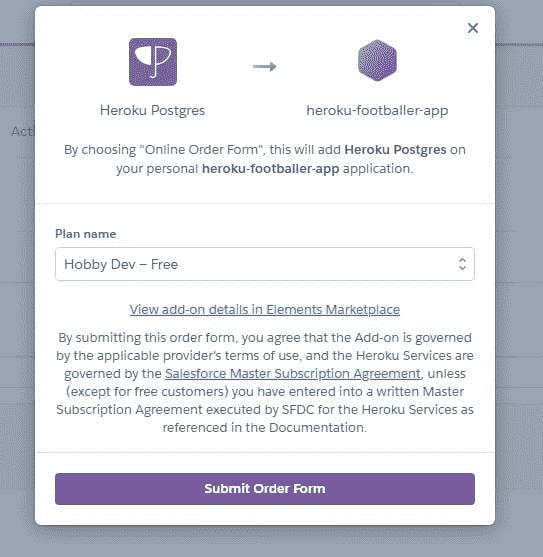 Heroku Postgres
heroku-footballer-app
By choosing "Online Order Form", this will add Heroku Postgres on
your personal heroku-footballer-app application.
Plan name
Hobby Dev – Free
View add-on details in Elements Marketplace
By submitting this order form, you agree that the Add-on is governed
by the applicable provider's terms of use, and the Heroku Services are
governed by the Salesforce Master Subscription Agreement, unless
(except for free customers) you have entered into a written Master
Subscription Agreement executed by SFDC for the Heroku Services as
referenced in the Documentation.
Submit Order Form